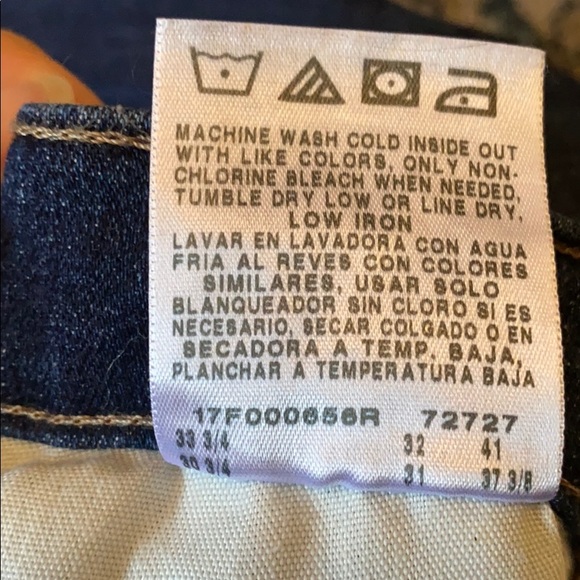 MACHINE WASH COLD INSIDE OUT
WITH LIKE COLORS, ONLY NON-
CHLORINE BLEACH WHEN NEEDED,
TUMBLE DRY LOW OR LINE DRY,
LOW IRON
LAVAR EN LAVADORA CON AGUA
FRIA AL REVES CON COLORES
SIMILARES, USAR SOLO
BLANQUEADOR SIN CLORO SI ES
NECESARIO, SECAR COLGADO O EN
SECADORA A TEMP. BAJA,
PLANCHAR A TEMPERATURA BAJA
17F000656R 72727
33 3/4 32 41
30 3/4 31 37 3/8